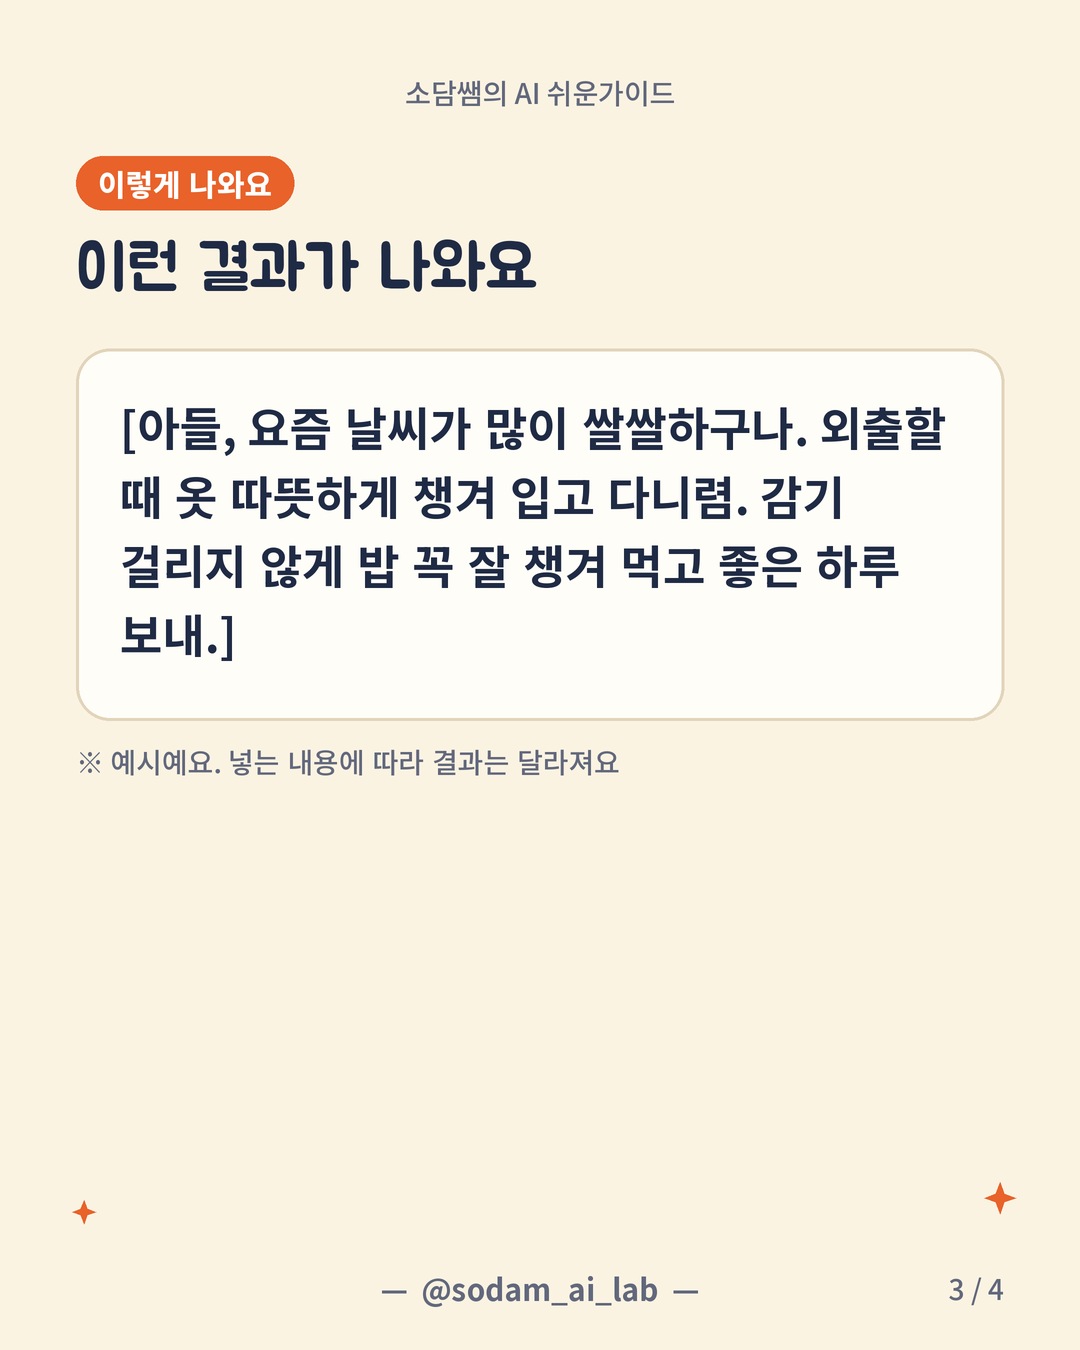 소담쌤의 AI 쉬운가이드
이렇게 나와요
이런 결과가 나와요
[아들, 요즘 날씨가 많이 쌀쌀하구나. 외출할
때 옷 따뜻하게 챙겨 입고 다니렴. 감기
걸리지 않게 밥 꼭 잘 챙겨 먹고 좋은 하루
보내.]
※ 예시예요. 넣는 내용에 따라 결과는 달라져요
— @sodam_ai_lab —
3 / 4